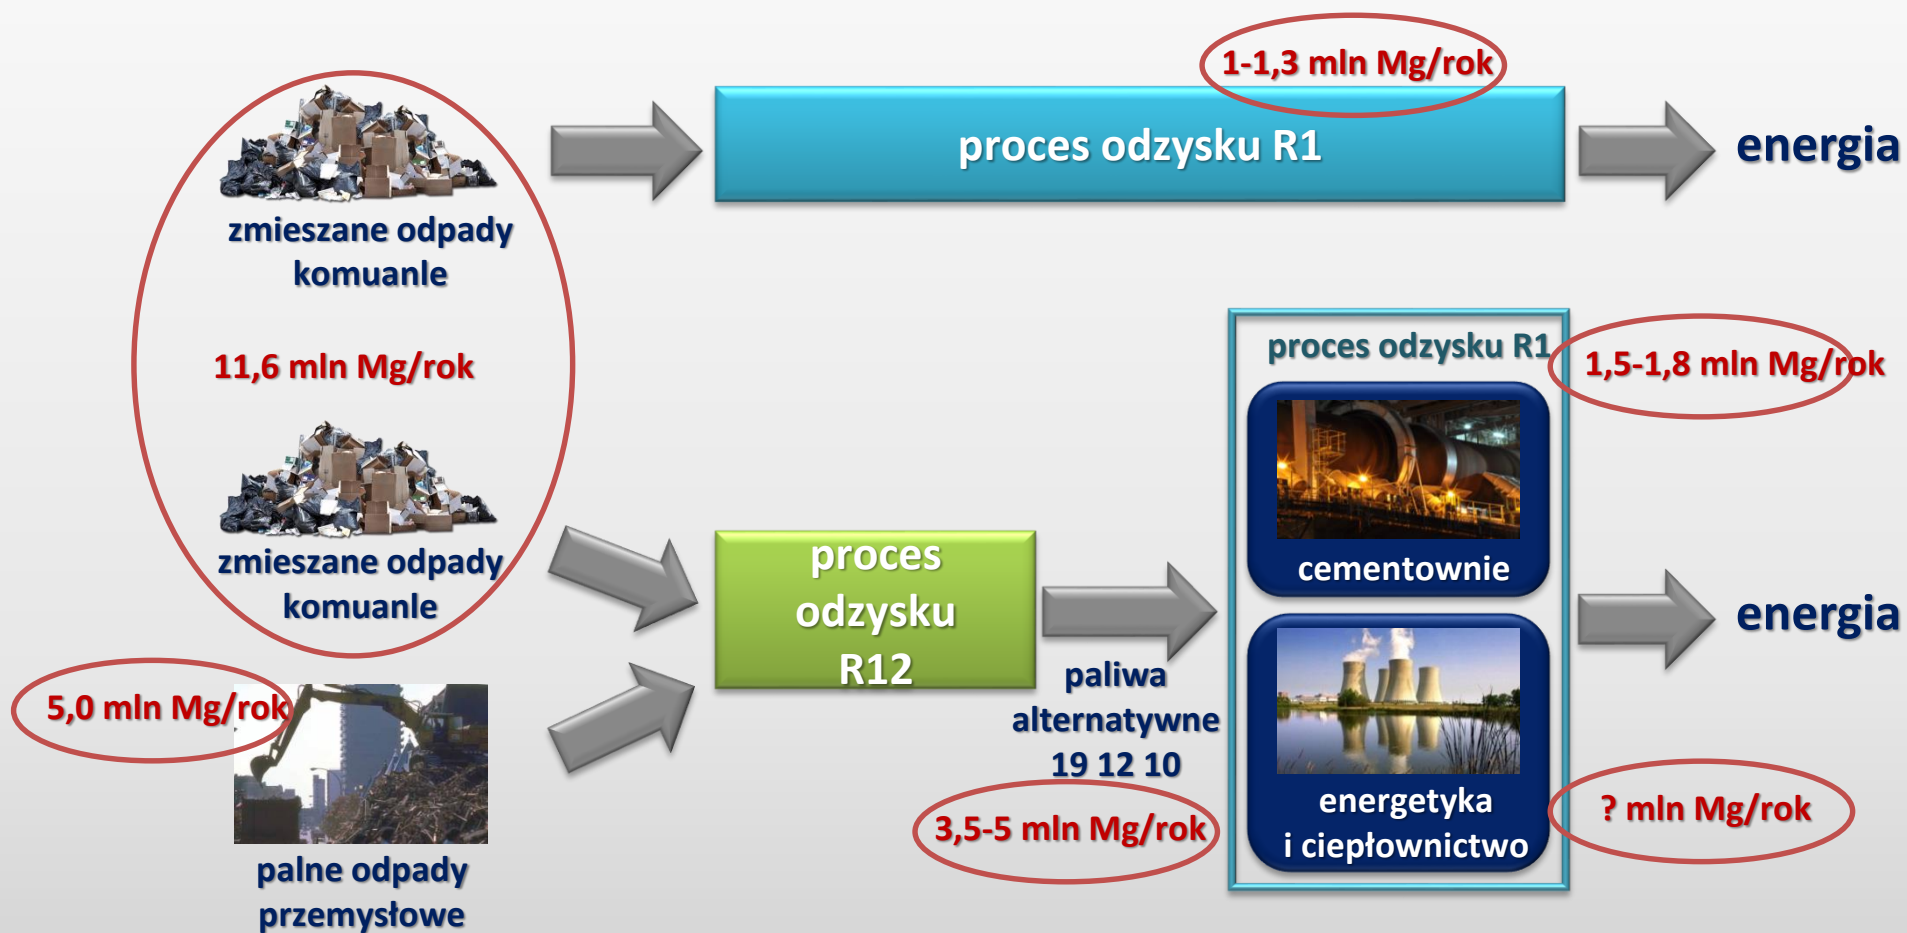 1-1,3 mln Mg/rok
proces odzysku R1
energia
zmieszane odpady
komuanle
11,6 mln Mg/rok
zmieszane odpady
komuanle
5,0 mln Mg/rok
palne odpady
przemysłowe
proces
odzysku
R12
paliwa
alternatywne
19 12 10
3,5-5 mln Mg/rok
proces odzysku R1
1,5-1,8 mln Mg/rok
cementownie
energetyka
i ciepłownictwo
? mln Mg/rok
energia